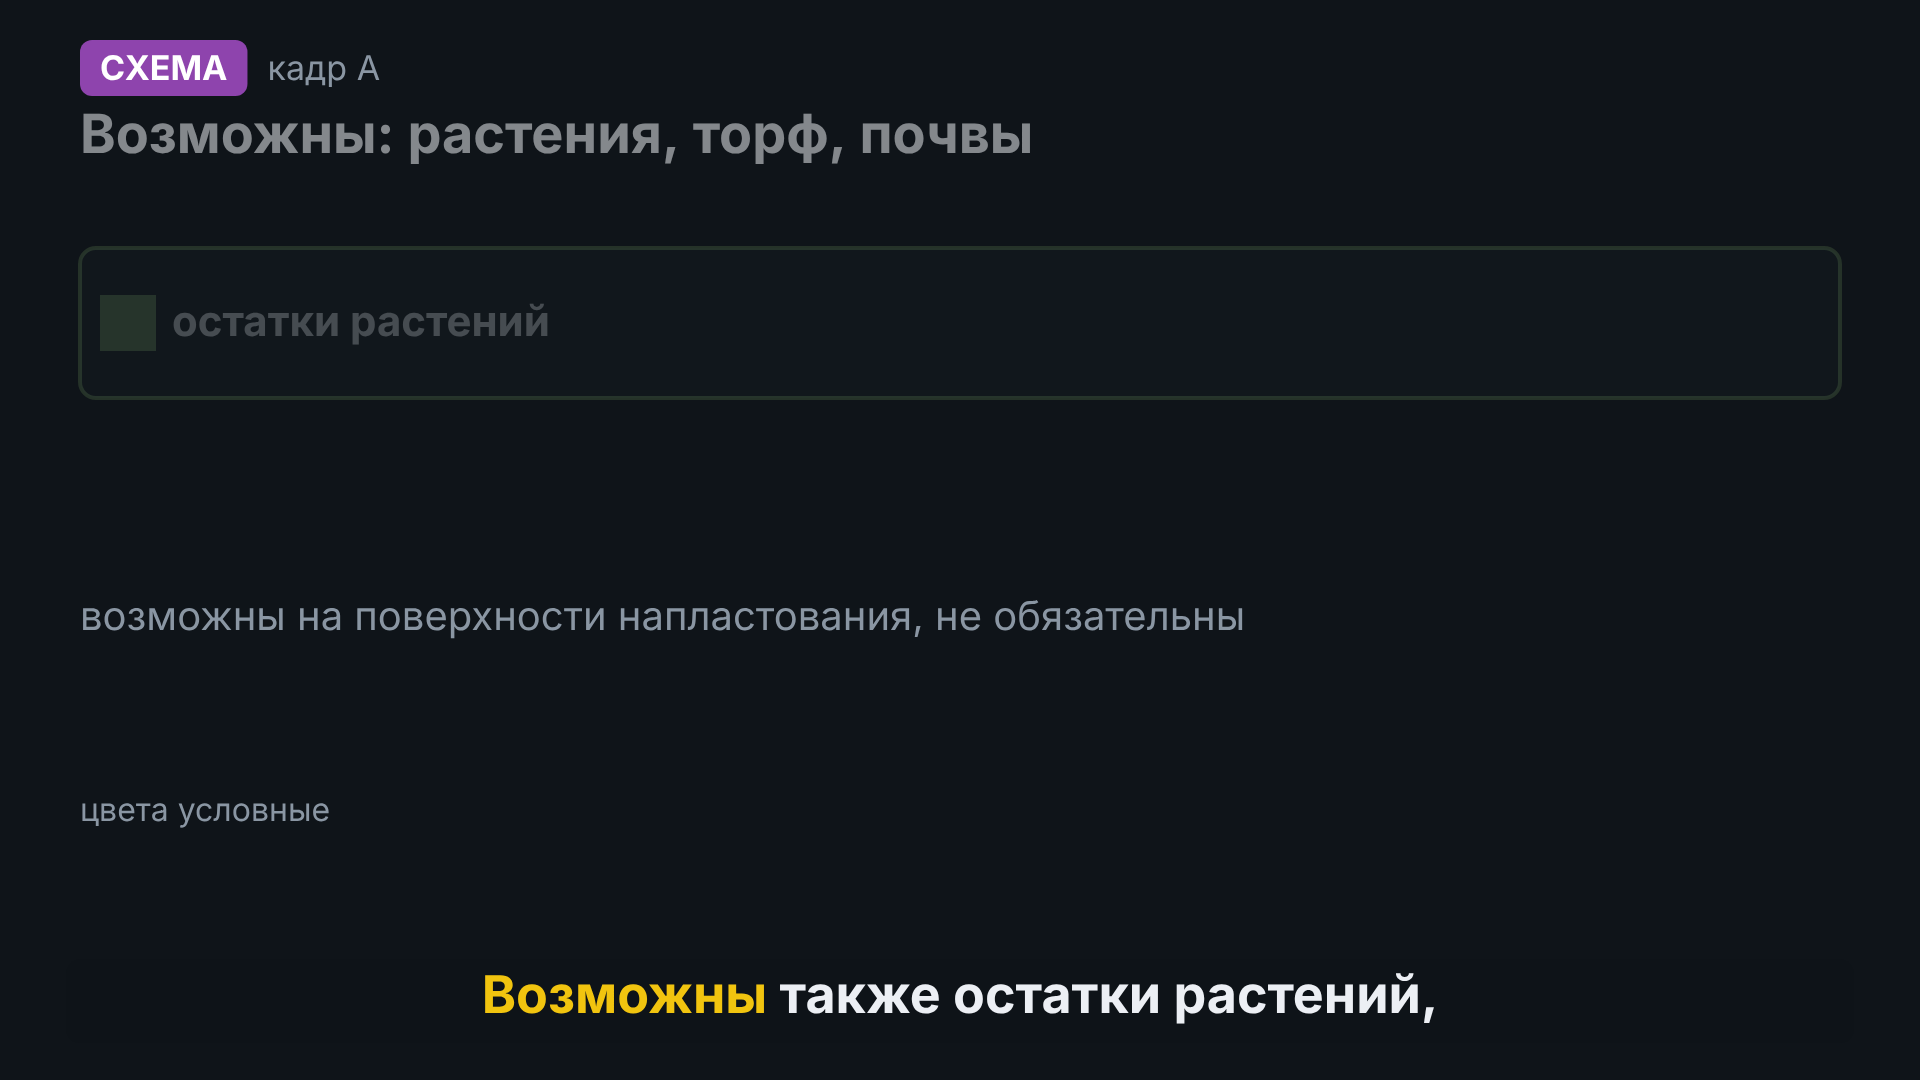 СХЕМА кадр А
Возможны: растения, торф, почвы
остатки растений
возможны на поверхности напластования, не обязательны
цвета условные
Возможны также остатки растений,